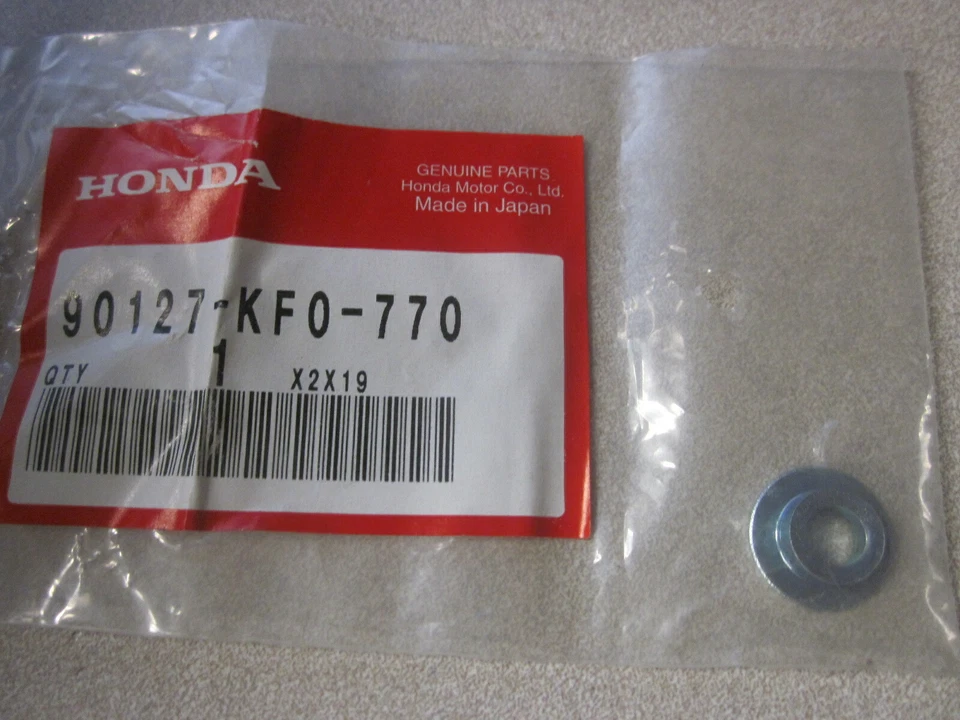 HONDA
GENUINE PARTS
Honda Motor Co., Ltd.
Made in Japan
90127-KF0-770
QTY 1 X2X19